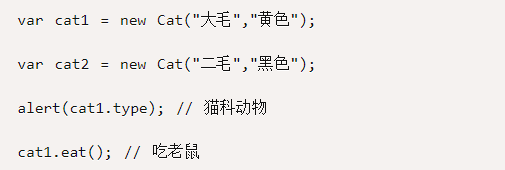 var cat1 = new Cat("大毛","黄色");
var cat2 = new Cat("二毛","黑色");
alert(cat1.type); // 猫科动物
cat1.eat(); // 吃老鼠